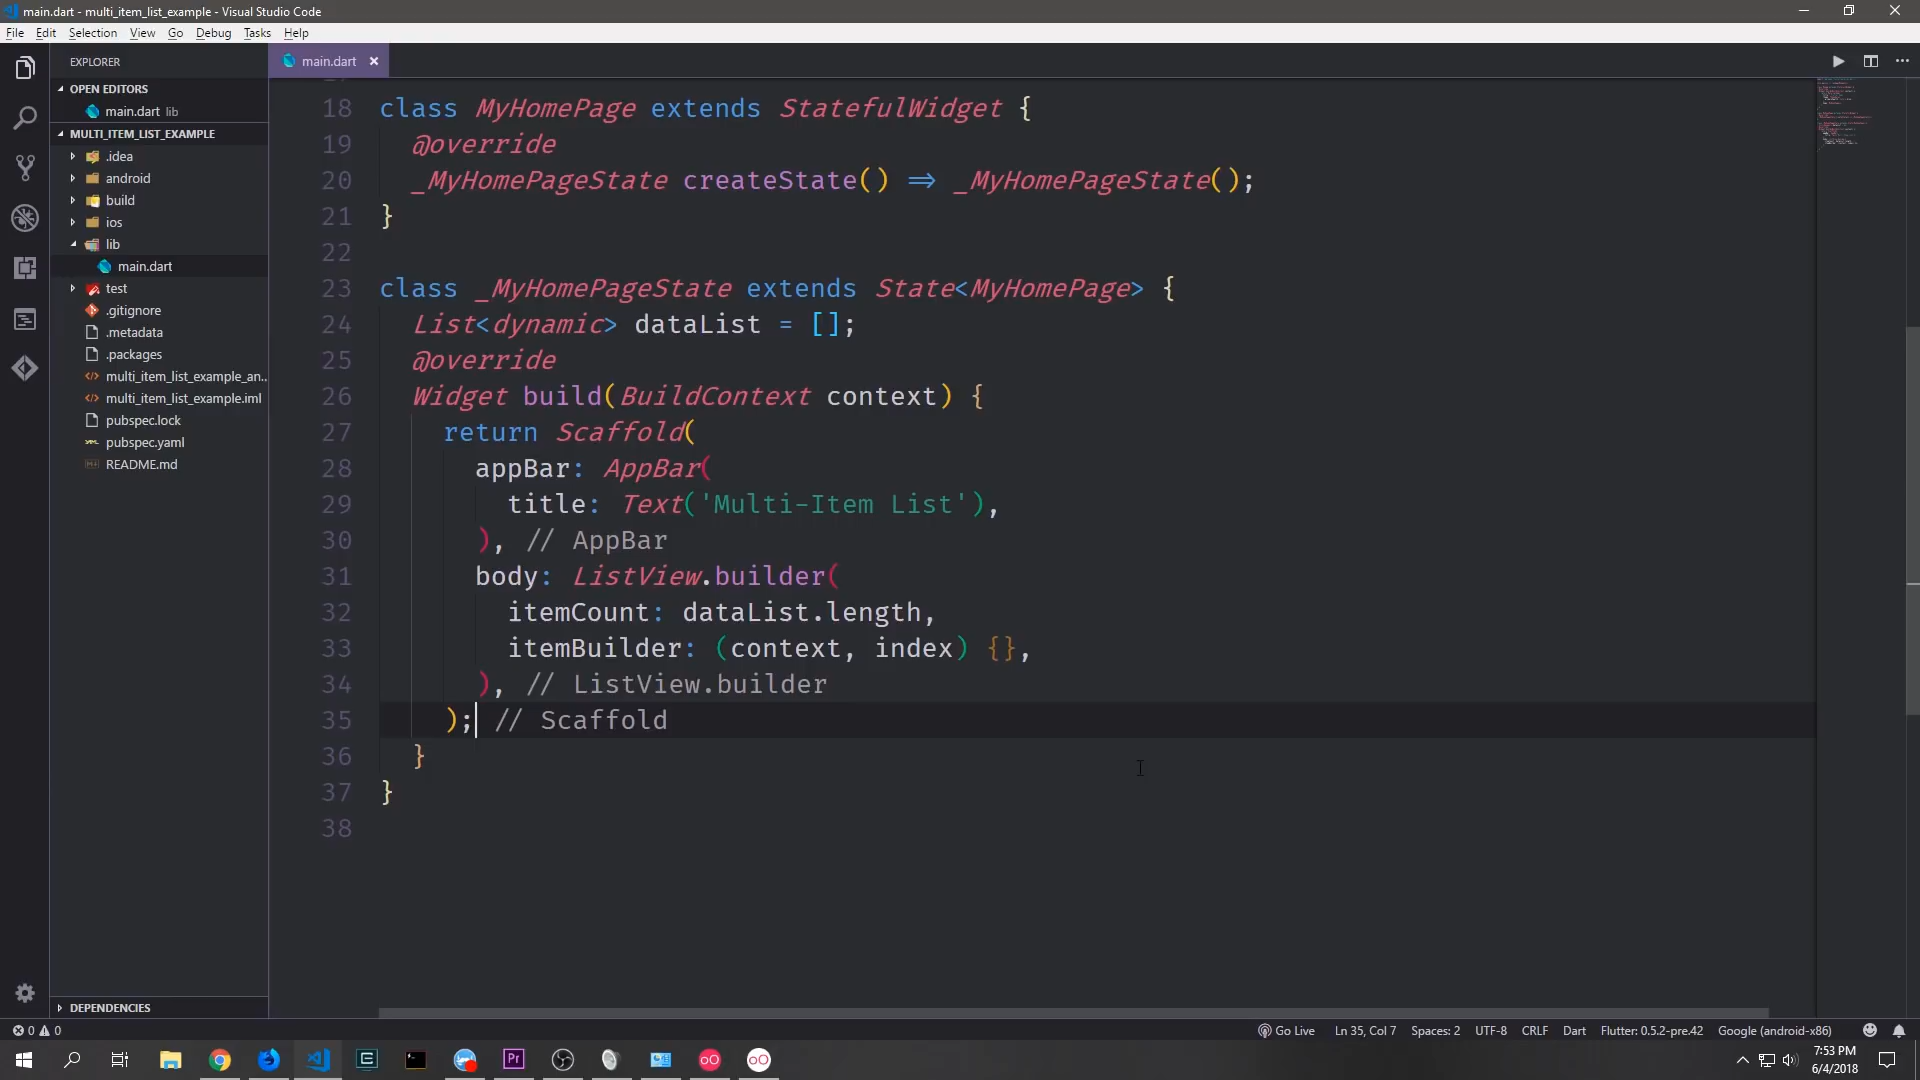 main.dart - multi_item_list_example - Visual Studio Code
File Edit Selection View Go Debug Tasks Help
EXPLORER
OPEN EDITORS
main.dart lib
MULTI_ITEM_LIST_EXAMPLE
.idea
android
build
ios
lib
main.dart
test
.gitignore
.metadata
.packages
multi_item_list_example_an...
multi_item_list_example.iml
pubspec.lock
pubspec.yaml
README.md
DEPENDENCIES
main.dart
18 class MyHomePage extends StatefulWidget {
19 @override
20 _MyHomePageState createState() => _MyHomePageState();
21 }
22
23 class _MyHomePageState extends State<MyHomePage> {
24 List<dynamic> dataList = [];
25 @override
26 Widget build(BuildContext context) {
27 return Scaffold(
28 appBar: AppBar(
29 title: Text('Multi-Item List'),
30 ), // AppBar
31 body: ListView.builder(
32 itemCount: dataList.length,
33 itemBuilder: (context, index) {},
34 ), // ListView.builder
35 ); // Scaffold
36 }
37 }
38
0 0 Go Live Ln 35, Col 7 Spaces: 2 UTF-8 CRLF Dart Flutter: 0.5.2-pre.42 Google (android-x86)
7:53 PM
6/4/2018